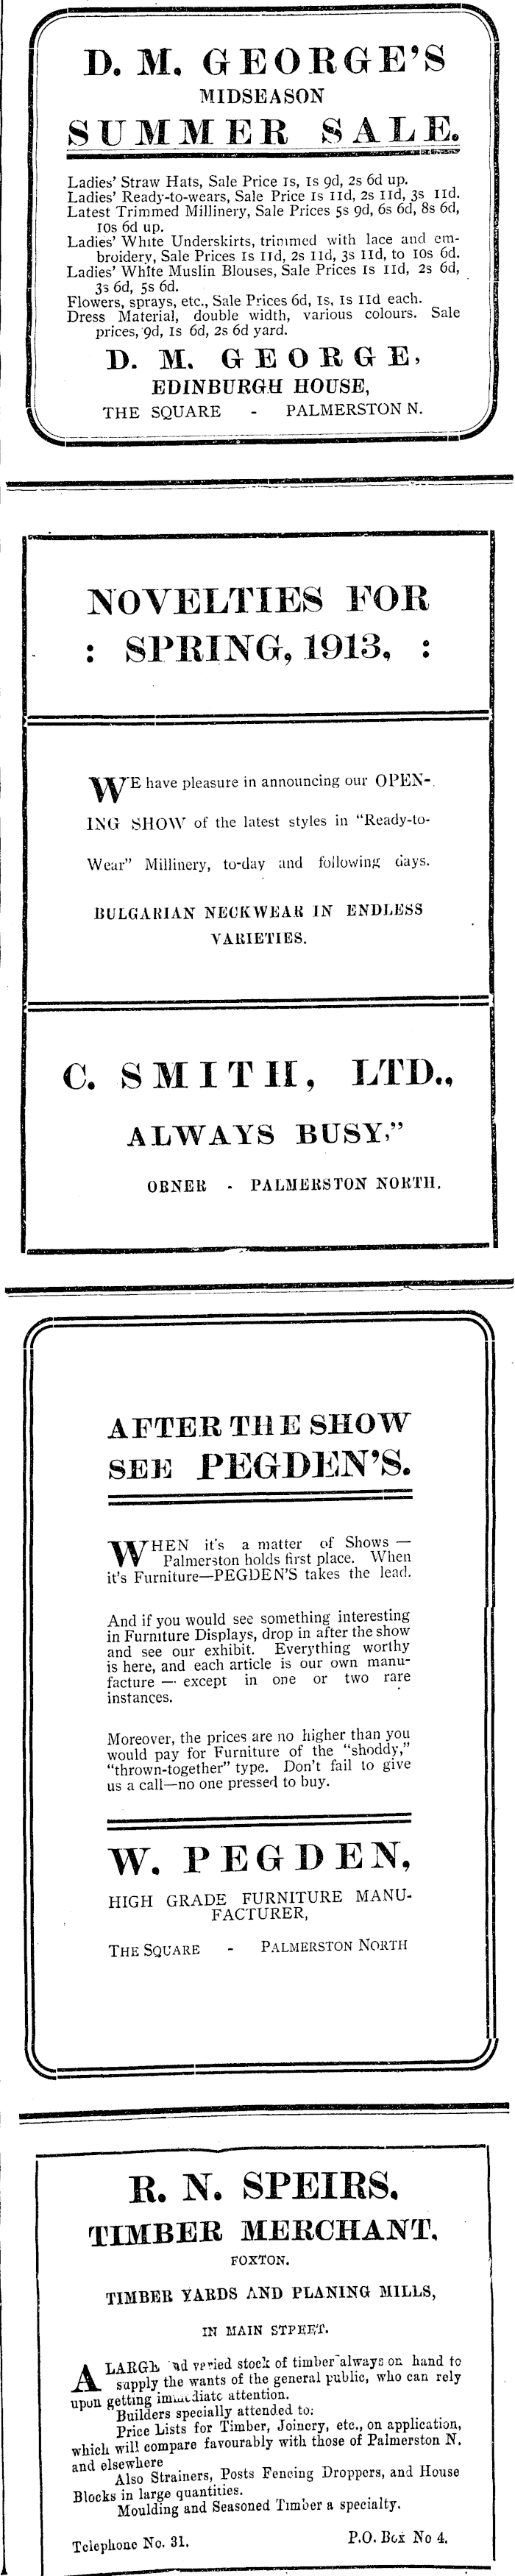 D. M. GEORGE'S
MIDSEASON
SUMMER SALE.
Ladies' Straw Hats, Sale Price 1s, 1s 9d, 2s 6d up.
Ladies' Ready-to-wears, Sale Price 1s 11d, 2s 11d, 3s 11d.
Latest Trimmed Millinery, Sale Prices 5s 9d, 6s 6d, 8s 6d,
10s 6d up.
Ladies' White Underskirts, trimmed with lace and em-
broidery, Sale Prices 1s 11d, 2s 11d, 3s 11d, to 10s 6d.
Ladies' White Muslin Blouses, Sale Prices 1s 11d, 2s 6d,
3s 6d, 5s 6d.
Flowers, sprays, etc., Sale Prices 6d, 1s, 1s 11d each.
Dress Material, double width, various colours. Sale
prices, 9d, 1s 6d, 2s 6d yard.
D. M. GEORGE,
EDINBURGH HOUSE,
THE SQUARE - PALMERSTON N.
NOVELTIES FOR
: SPRING, 1913, :
WE have pleasure in announcing our OPEN-
ING SHOW of the latest styles in "Ready-to-
Wear" Millinery, to-day and following days.
BULGARIAN NECKWEAR IN ENDLESS
VARIETIES.
C. SMITH, LTD.,
ALWAYS BUSY,"
ORNER - PALMERSTON NORTH.
AFTER THE SHOW
SEE PEGDEN'S.
WHEN it's a matter of Shows —
Palmerston holds first place. When
it's Furniture—PEGDEN'S takes the lead.
And if you would see something interesting
in Furniture Displays, drop in after the show
and see our exhibit. Everything worthy
is here, and each article is our own manu-
facture — except in one or two rare
instances.
Moreover, the prices are no higher than you
would pay for Furniture of the "shoddy,"
"thrown-together" type. Don't fail to give
us a call—no one pressed to buy.
W. PEGDEN,
HIGH GRADE FURNITURE MANU-
FACTURER,
THE SQUARE - PALMERSTON NORTH
R. N. SPEIRS,
TIMBER MERCHANT,
FOXTON.
TIMBER YARDS AND PLANING MILLS,
IN MAIN STREET.
A LARGE and varied stock of timber always on hand to
supply the wants of the general public, who can rely
upon getting immediate attention.
Builders specially attended to.
Price Lists for Timber, Joinery, etc., on application,
which will compare favourably with those of Palmerston N.
and elsewhere
Also Strainers, Posts Fencing Droppers, and House
Blocks in large quantities.
Moulding and Seasoned Timber a specialty.
Telephone No. 31. P.O. Box No 4.